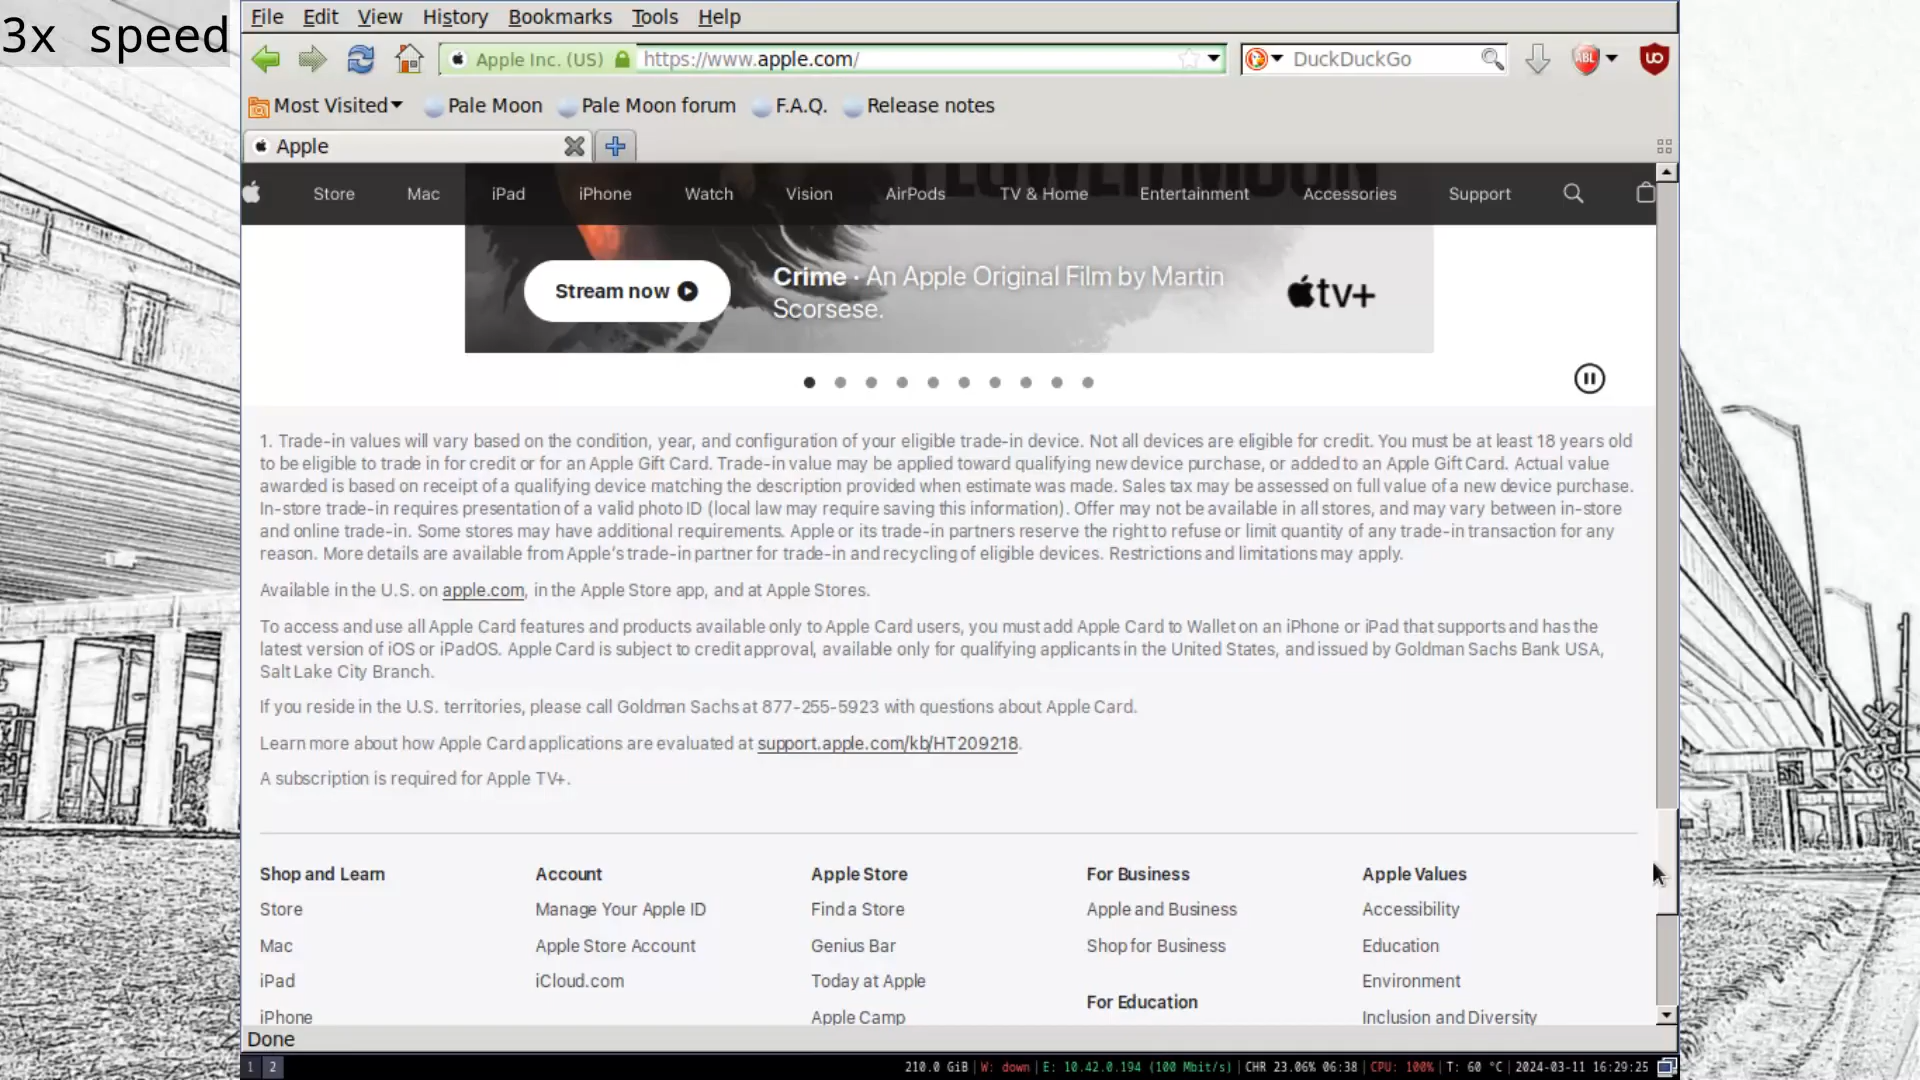 3x speed
File Edit View History Bookmarks Tools Help
Apple Inc. (US) https://www.apple.com/ DuckDuckGo ABL
Most Visited Pale Moon Pale Moon forum F.A.Q. Release notes
Apple
Store Mac iPad iPhone Watch Vision AirPods TV & Home Entertainment Accessories Support
Stream now
Crime · An Apple Original Film by Martin
Scorsese.
tv+
1. Trade-in values will vary based on the condition, year, and configuration of your eligible trade-in device. Not all devices are eligible for credit. You must be at least 18 years old
to be eligible to trade in for credit or for an Apple Gift Card. Trade-in value may be applied toward qualifying new device purchase, or added to an Apple Gift Card. Actual value
awarded is based on receipt of a qualifying device matching the description provided when estimate was made. Sales tax may be assessed on full value of a new device purchase.
In-store trade-in requires presentation of a valid photo ID (local law may require saving this information). Offer may not be available in all stores, and may vary between in-store
and online trade-in. Some stores may have additional requirements. Apple or its trade-in partners reserve the right to refuse or limit quantity of any trade-in transaction for any
reason. More details are available from Apple's trade-in partner for trade-in and recycling of eligible devices. Restrictions and limitations may apply.
Available in the U.S. on apple.com, in the Apple Store app, and at Apple Stores.
To access and use all Apple Card features and products available only to Apple Card users, you must add Apple Card to Wallet on an iPhone or iPad that supports and has the
latest version of iOS or iPadOS. Apple Card is subject to credit approval, available only for qualifying applicants in the United States, and issued by Goldman Sachs Bank USA,
Salt Lake City Branch.
If you reside in the U.S. territories, please call Goldman Sachs at 877-255-5923 with questions about Apple Card.
Learn more about how Apple Card applications are evaluated at support.apple.com/kb/HT209218.
A subscription is required for Apple TV+.
Shop and Learn Account Apple Store For Business Apple Values
Store Manage Your Apple ID Find a Store Apple and Business Accessibility
Mac Apple Store Account Genius Bar Shop for Business Education
iPad iCloud.com Today at Apple Environment
For Education
iPhone Apple Camp Inclusion and Diversity
Done
1 2 210.0 GiB | W: down | E: 10.42.0.194 (100 Mbit/s) | CHR 23.06% 06:38 | CPU: 100% | T: 60 °C | 2024-03-11 16:29:25